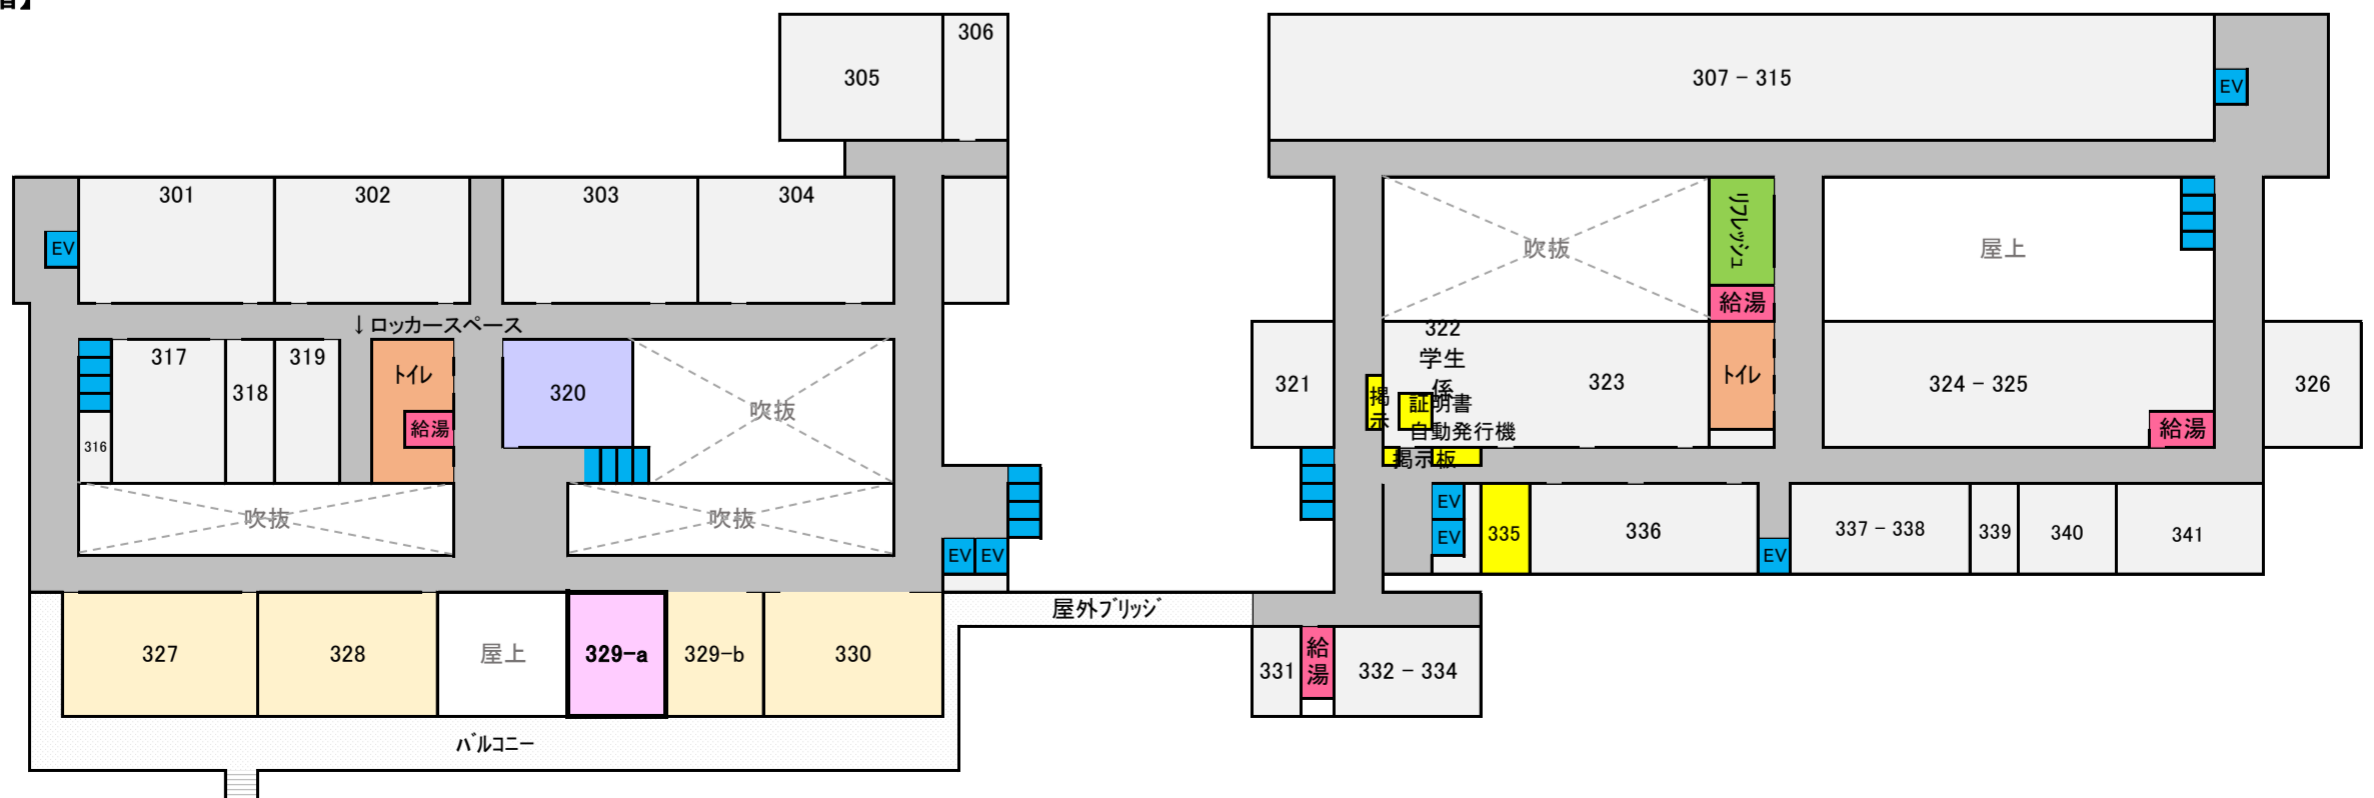 階】
305
306
307 - 315
EV
301
302
303
304
EV
吹抜
リフレッシュ
屋上
給湯
↓ロッカースペース
317
318
319
トイレ
給湯
316
320
吹抜
321
322
学生
係
323
トイレ
324 - 325
326
掲
示
証明書
自動発行機
掲示板
給湯
吹抜
吹抜
EV
EV
EV
EV
335
336
EV
337 - 338
339
340
341
屋外ブリッジ
327
328
屋上
329-a
329-b
330
331
給
湯
332 - 334
バルコニー